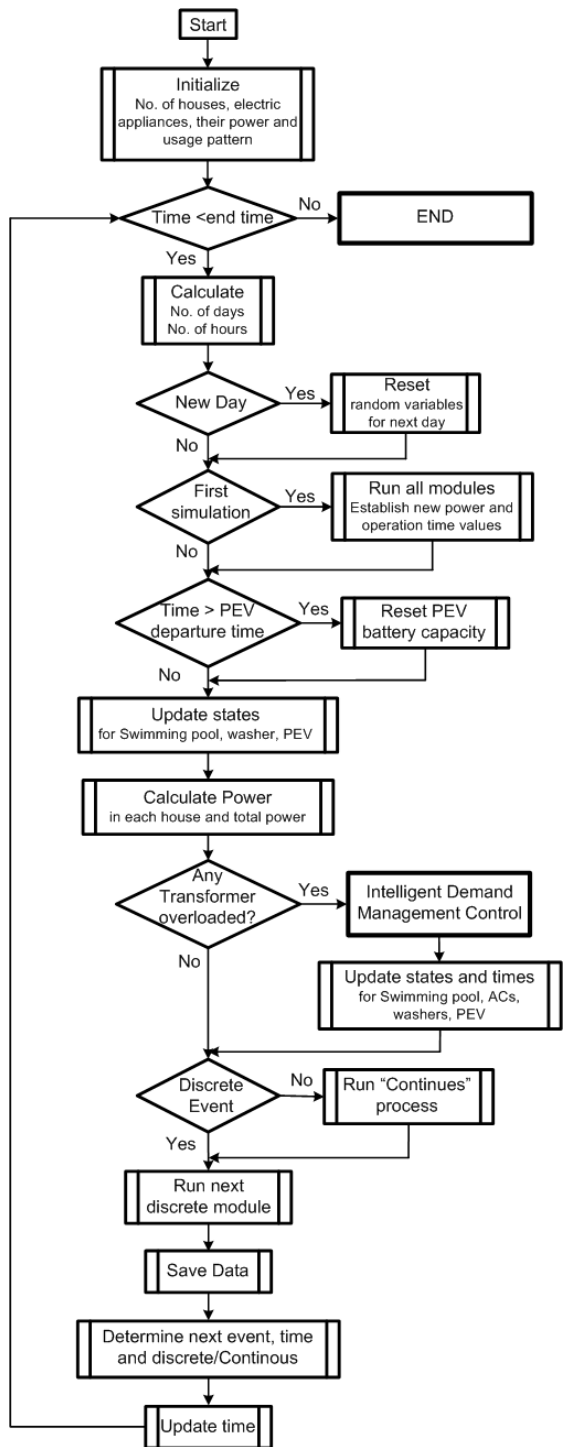 Start
Initialize
No. of houses, electric
appliances, their power and
usage pattern
Time <end time
No
END
Yes
Calculate
No. of days
No. of hours
New Day
Yes
Reset
random variables
for next day
No
First
simulation
Yes
Run all modules
Establish new power and
operation time values
No
Time > PEV
departure time
Yes
Reset PEV
battery capacity
No
Update states
for Swimming pool, washer, PEV
Calculate Power
in each house and total power
Any
Transformer
overloaded?
Yes
Intelligent Demand
Management Control
No
Update states and times
for Swimming pool, ACs,
washers, PEV
Discrete
Event
No
Run “Continues”
process
Yes
Run next
discrete module
Save Data
Determine next event, time
and discrete/Continous
Update time